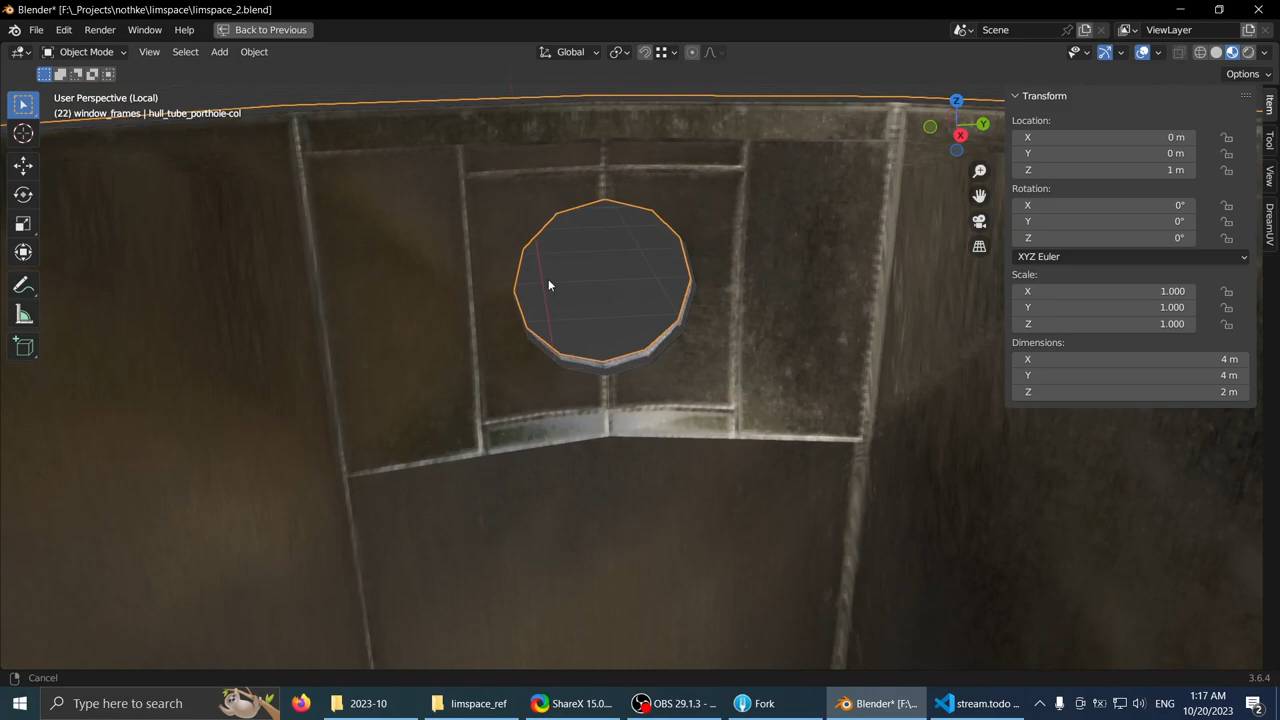 Blender* [F:\_Projects\nothke\limspace\limspace_2.blend]
File Edit Render Window Select Back to Previous Scene ViewLayer
Object Mode View Select Add Object Global
Options
User Perspective (Local)
(22) window_frames | hull_tube_porthole-col
Z
Y
X
Transform
Location:
X 0 m
Y 0 m
Z 1 m
Rotation:
X 0°
Y 0°
Z 0°
XYZ Euler
Scale:
X 1.000
Y 1.000
Z 1.000
Dimensions:
X 4 m
Y 4 m
Z 2 m
Item
Tool
View
DreamUV
Cancel 3.6.4
Type here to search 2023-10 limspace_ref ShareX 15.0... OBS 29.1.3 - ... Fork Blender* [F:\... stream.todo ... ENG 1:17 AM
10/20/2023 2